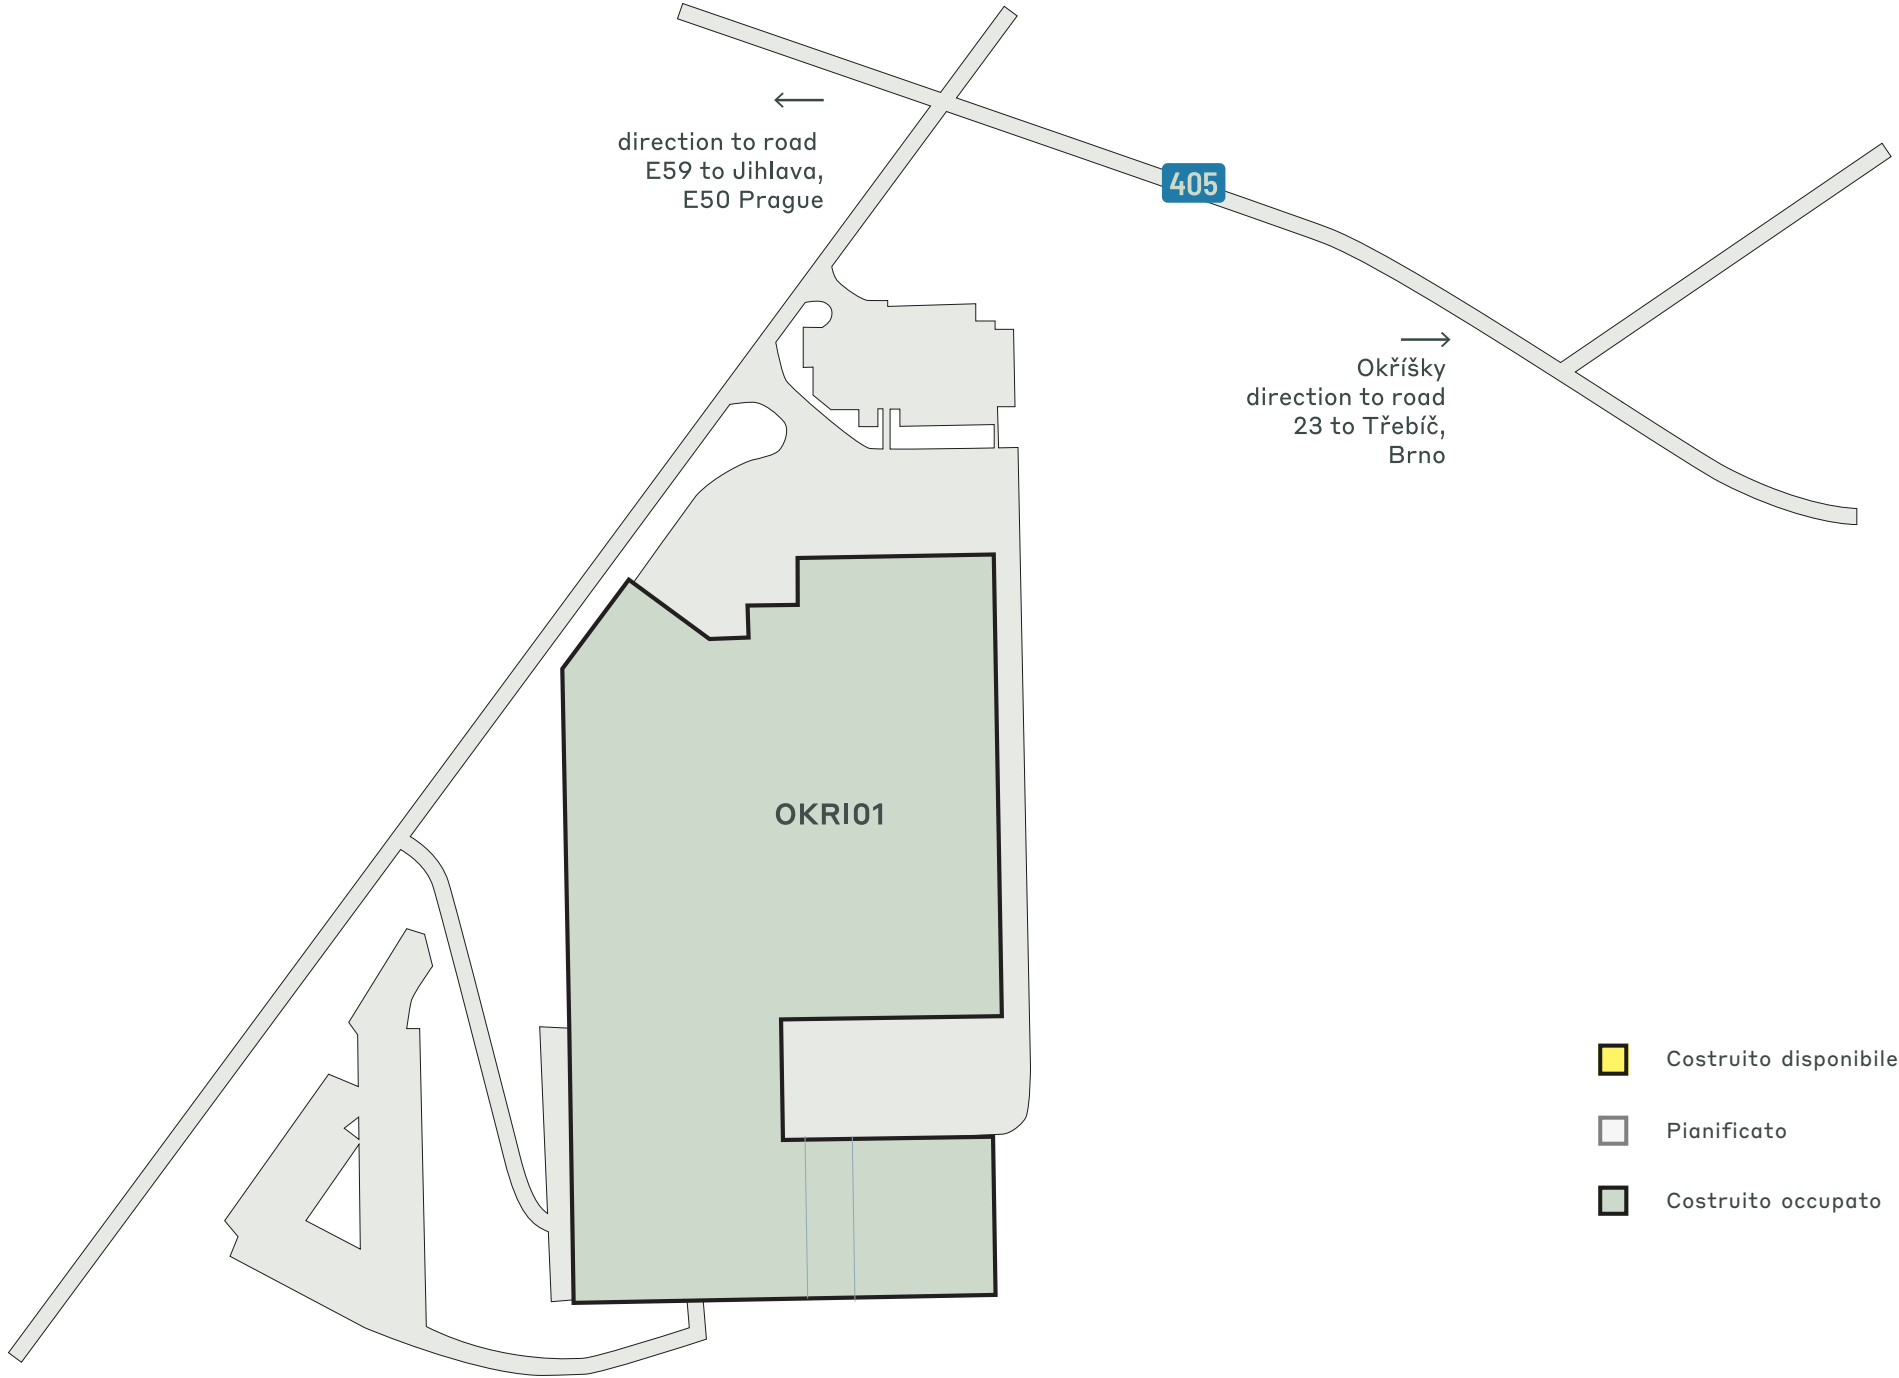 direction to road
E59 to Jihlava,
E50 Prague
405
Okříšky
direction to road
23 to Třebíč,
Brno
OKRI01
Costruito disponibile
Pianificato
Costruito occupato